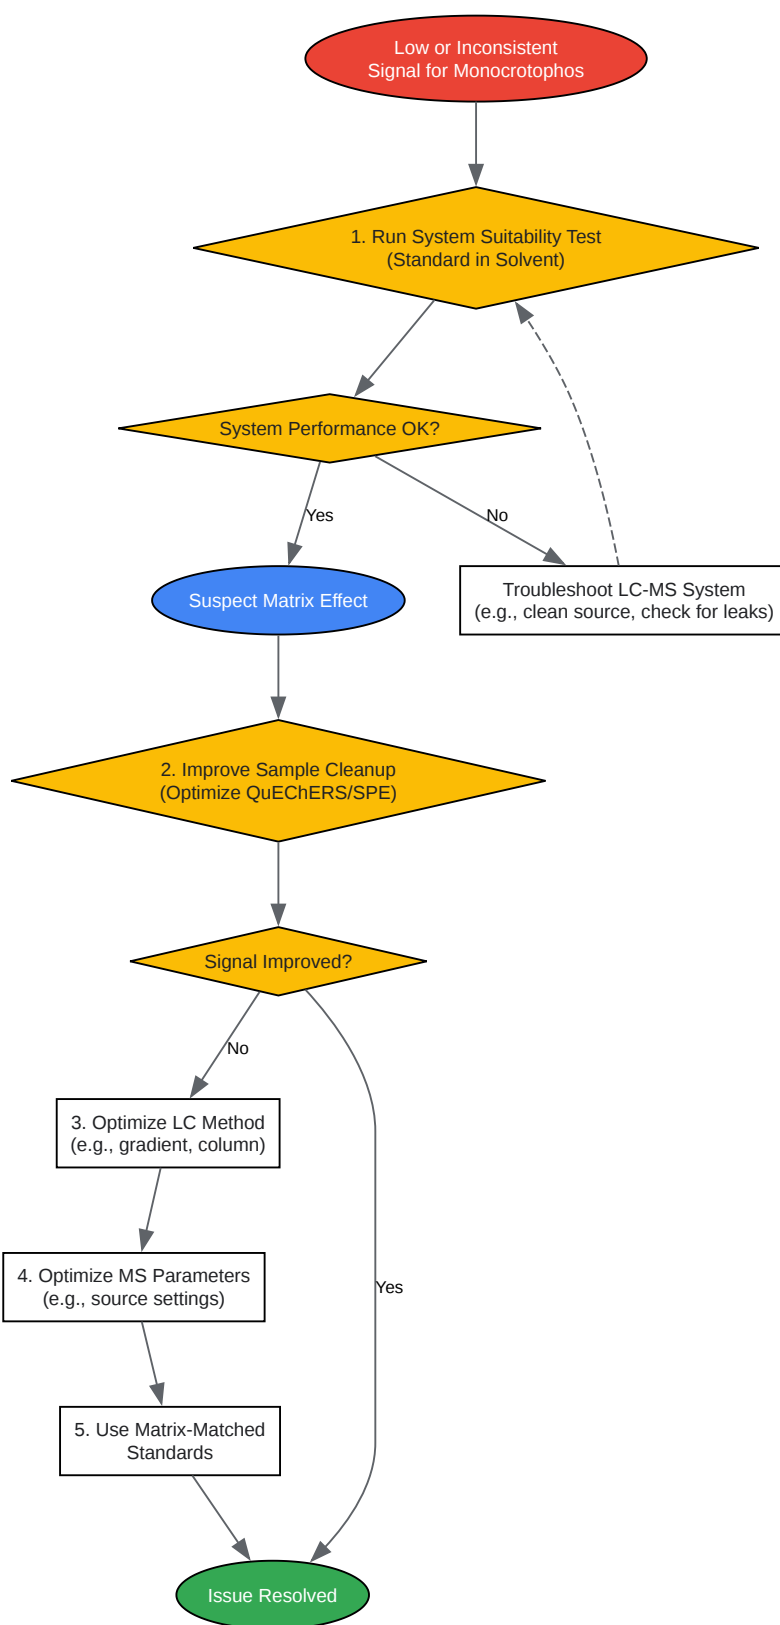 Low or Inconsistent
Signal for Monocrotophos
1. Run System Suitability Test
(Standard in Solvent)
System Performance OK?
Yes
No
Suspect Matrix Effect
Troubleshoot LC-MS System
(e.g., clean source, check for leaks)
2. Improve Sample Cleanup
(Optimize QuEChERS/SPE)
Signal Improved?
No
3. Optimize LC Method
(e.g., gradient, column)
4. Optimize MS Parameters
(e.g., source settings)
Yes
5. Use Matrix-Matched
Standards
Issue Resolved